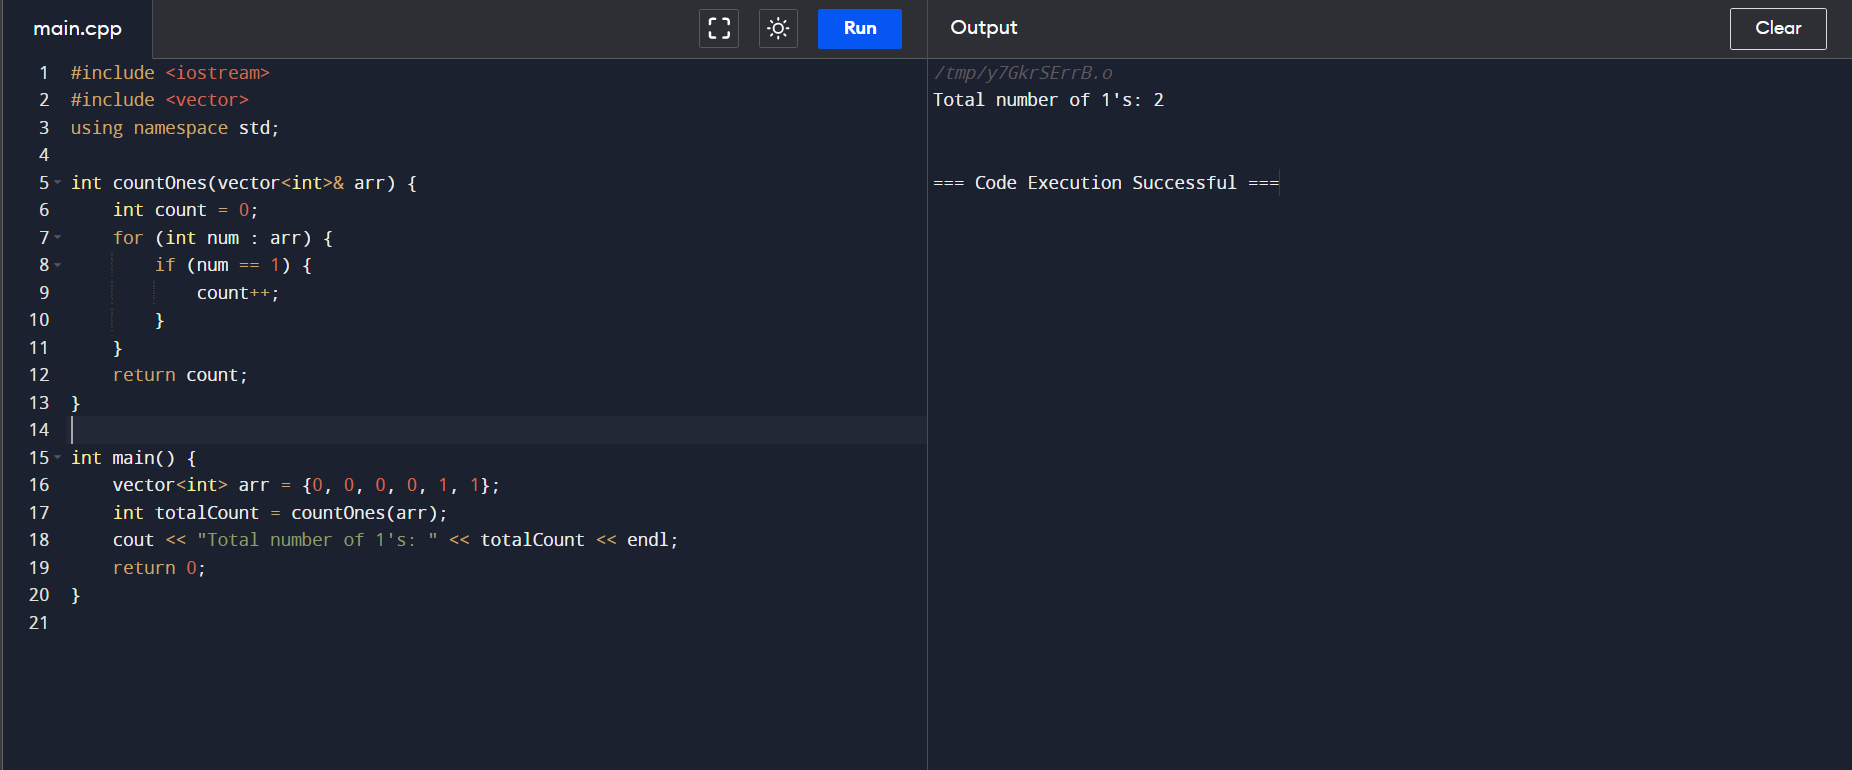 main.cpp
Run
1 #include <iostream>
2 #include <vector>
3 using namespace std;
4
5 int countOnes(vector<int>& arr) {
6     int count = 0;
7     for (int num : arr) {
8         if (num == 1) {
9             count++;
10         }
11     }
12     return count;
13 }
14
15 int main() {
16     vector<int> arr = {0, 0, 0, 0, 1, 1};
17     int totalCount = countOnes(arr);
18     cout << "Total number of 1's: " << totalCount << endl;
19     return 0;
20 }
21
Output
Clear
/tmp/y7GkrSErrB.o
Total number of 1's: 2
=== Code Execution Successful ===